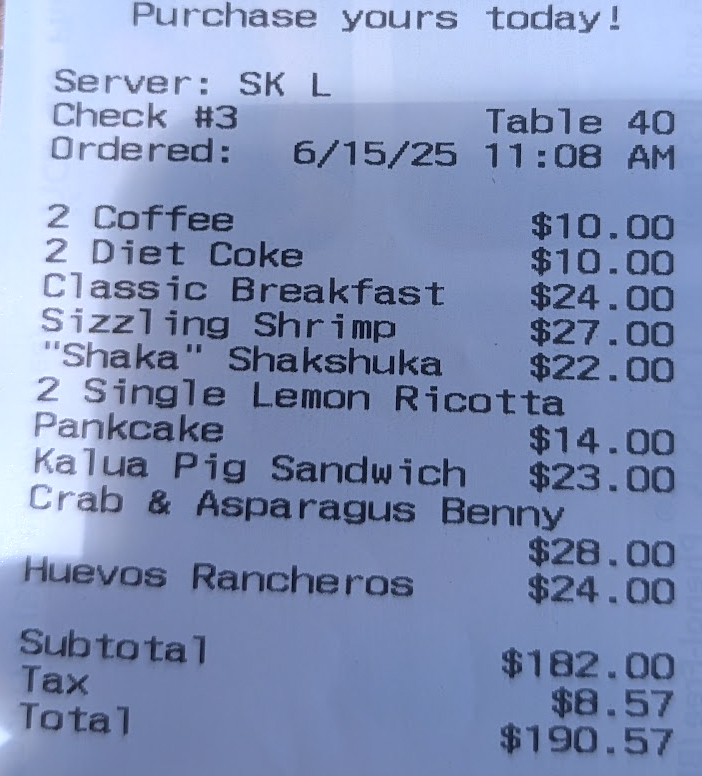 Purchase yours today!
Server: SK L
Check #3 Table 40
Ordered: 6/15/25 11:08 AM
2 Coffee $10.00
2 Diet Coke $10.00
Classic Breakfast $24.00
Sizzling Shrimp $27.00
"Shaka" Shakshuka $22.00
2 Single Lemon Ricotta
Pankcake $14.00
Kalua Pig Sandwich $23.00
Crab & Asparagus Benny
$28.00
Huevos Rancheros $24.00
Subtotal $182.00
Tax $8.57
Total $190.57